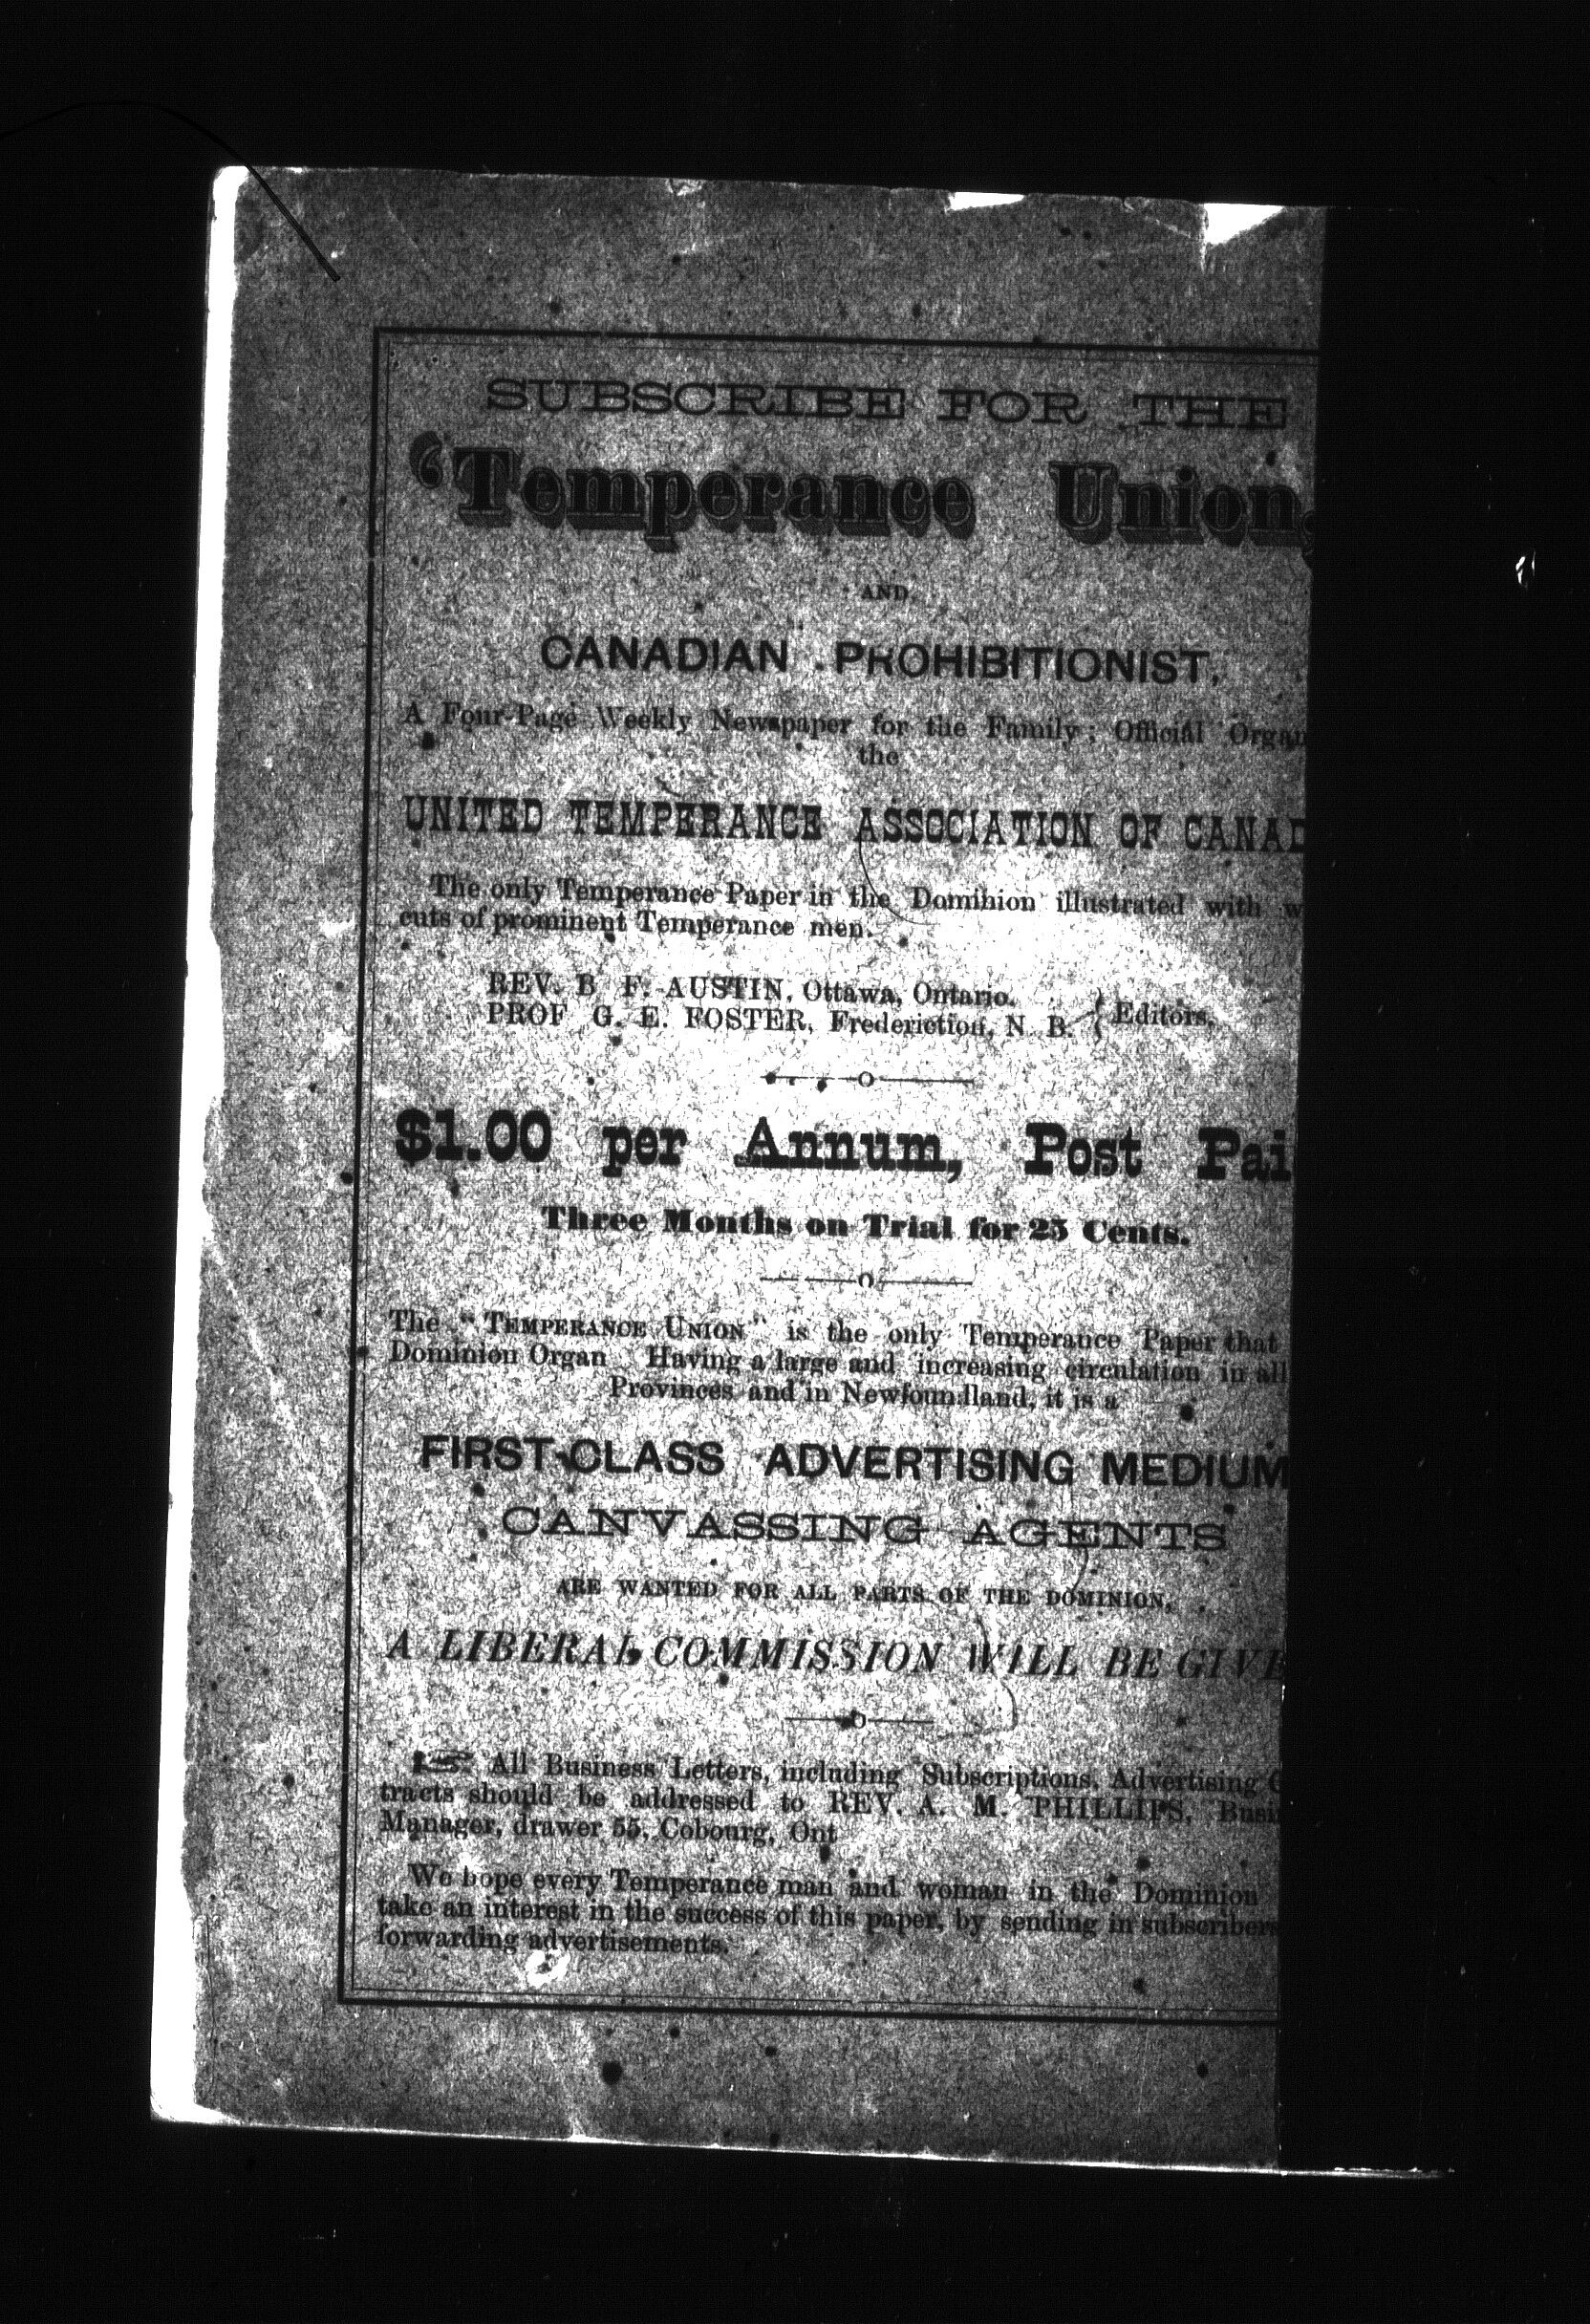 SUBSCRIBE FOR THE
‘Temperance Union,
AND
CANADIAN PROHIBITIONIST,
A Four-Page Weekly Newspaper for the Family; Official Organ
the
UNITED TEMPERANCE ASSOCIATION OF CANAD
The only Temperance Paper in the Dominion illustrated with w
cuts of prominent Temperance men.
REV. B F. AUSTIN, Ottawa, Ontario.
PROF G. E. FOSTER, Frederiction, N. B. } Editors.
$1.00 per Annum, Post Pai
Three Months on Trial for 25 Cents.
The "TEMPERANCE UNION" is the only Temperance Paper that
Dominion Organ Having a large and increasing circulation in all
Provinces and in Newfoundland, it is a
FIRST-CLASS ADVERTISING MEDIUM
CANVASSING AGENTS
ARE WANTED FOR ALL PARTS OF THE DOMINION,
A LIBERAL COMMISSION WILL BE GIVE
☞ All Business Letters, including Subscriptions, Advertising C
tracts should be addressed to REV. A. M. PHILLIPS, Busi
Manager, drawer 55, Cobourg, Ont
We hope every Temperance man and woman in the Dominion
take an interest in the success of this paper, by sending in subscribers
forwarding advertisements.